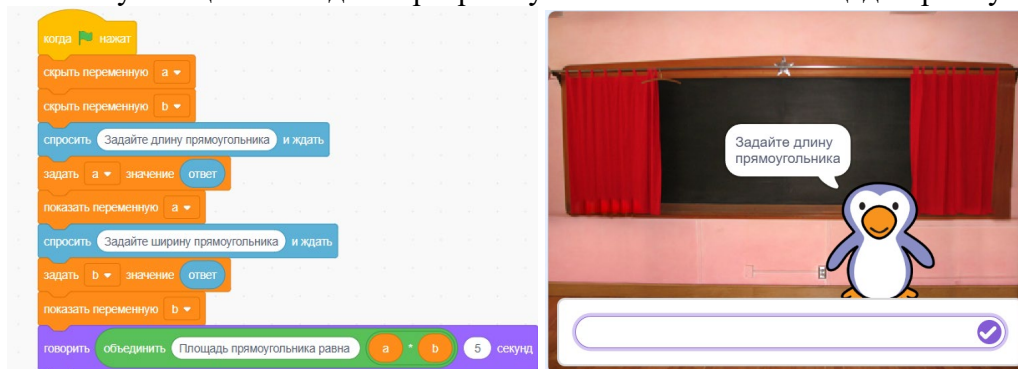 когда нажат
скрыть переменную a
скрыть переменную b
спросить Задайте длину прямоугольника и ждать
задать a значение ответ
показать переменную a
спросить Задайте ширину прямоугольника и ждать
задать b значение ответ
показать переменную b
говорить объединить Площадь прямоугольника равна a * b 5 секунд
Задайте длину
прямоугольника